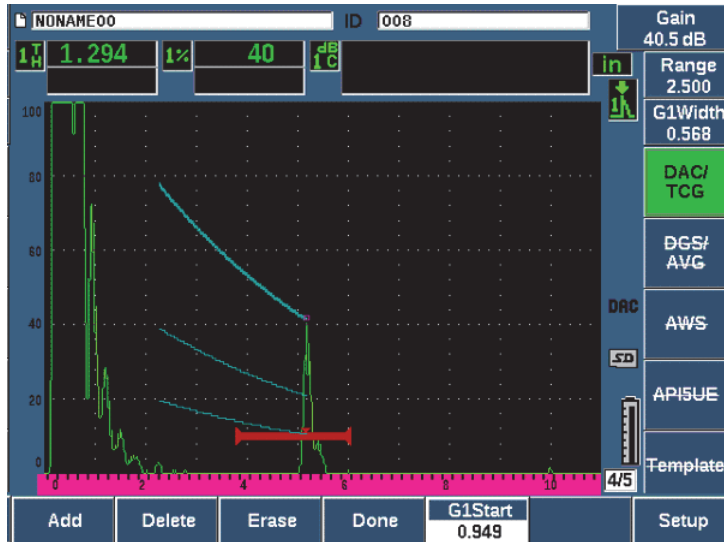 NONAME00 ID 008
Gain
40.5 dB
1 T H 1.294 1% 40 dB 1 C in
Range
2.500
G1Width
0.568
DAC/
TCG
DGS/
AVG
DAC
AWS
SD
API5UE
Template
100
80
60
40
20
0
0 2 4 6 8 10
4/5
Add Delete Erase Done G1Start Setup
0.949